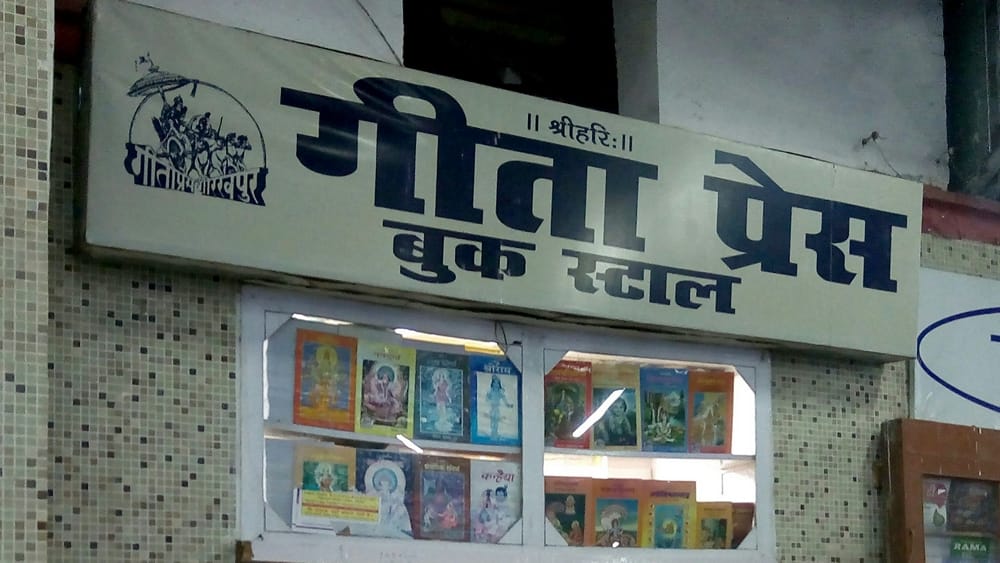 ॥ श्रीहरिः॥
गीता प्रेस
बुक स्टाल
गीताप्रेस गोरखपुर
श्रीराम
कन्हैया
RAMA